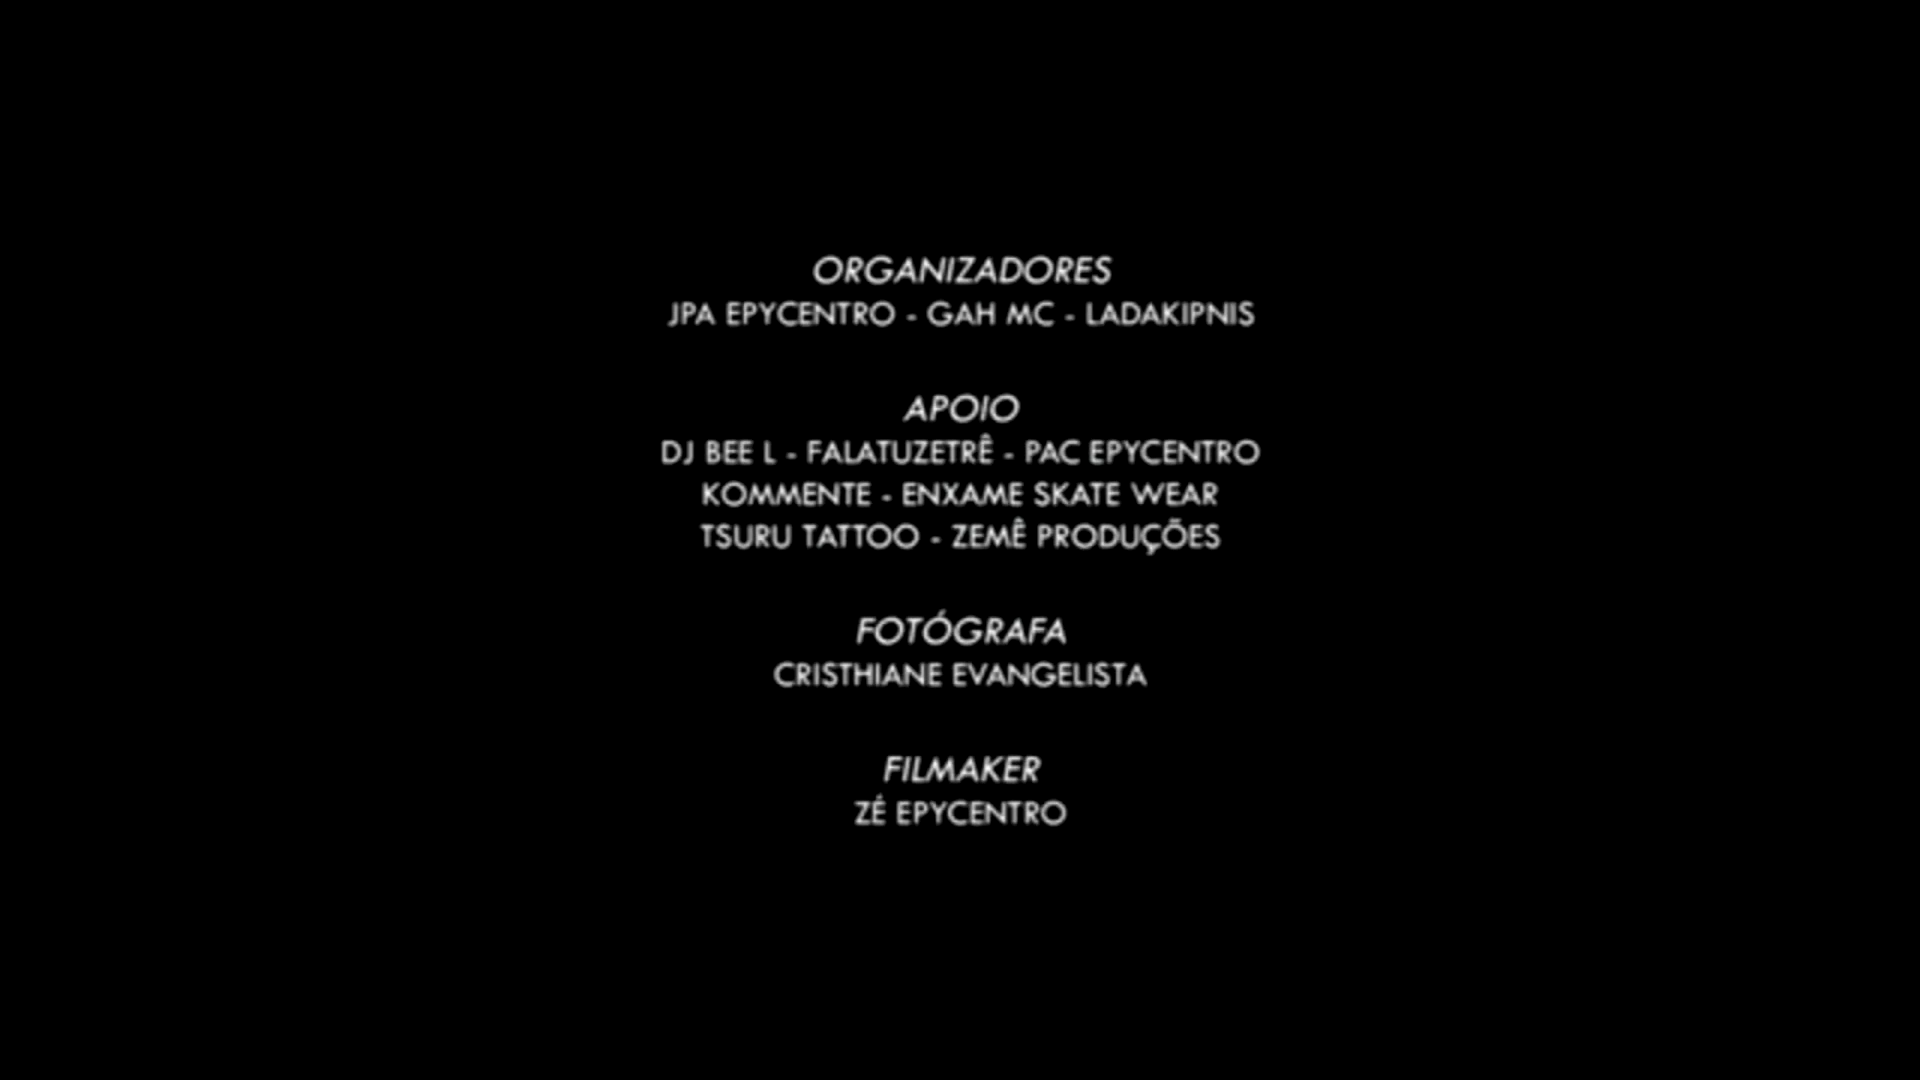 ORGANIZADORES
JPA EPYCENTRO - GAH MC - LADAKIPNIS
APOIO
DJ BEE L - FALATUZETRÊ - PAC EPYCENTRO
KOMMENTE - ENXAME SKATE WEAR
TSURU TATTOO - ZEMÊ PRODUÇÕES
FOTÓGRAFA
CRISTHIANE EVANGELISTA
FILMAKER
ZÉ EPYCENTRO